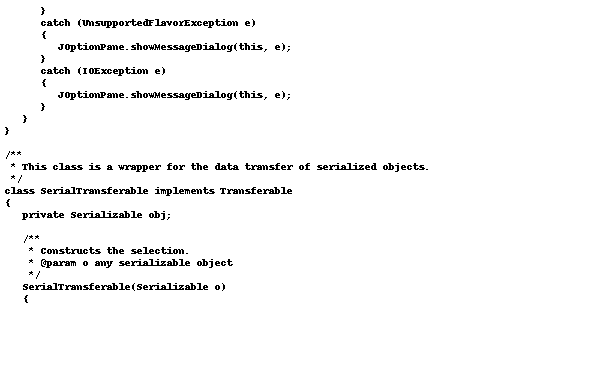 }
      catch (UnsupportedFlavorException e)
      {
         JOptionPane.showMessageDialog(this, e);
      }
      catch (IOException e)
      {
         JOptionPane.showMessageDialog(this, e);
      }
   }
}

/**
 * This class is a wrapper for the data transfer of serialized objects.
 */
class SerialTransferable implements Transferable
{
   private Serializable obj;

   /**
    * Constructs the selection.
    * @param o any serializable object
    */
   SerialTransferable(Serializable o)
   {